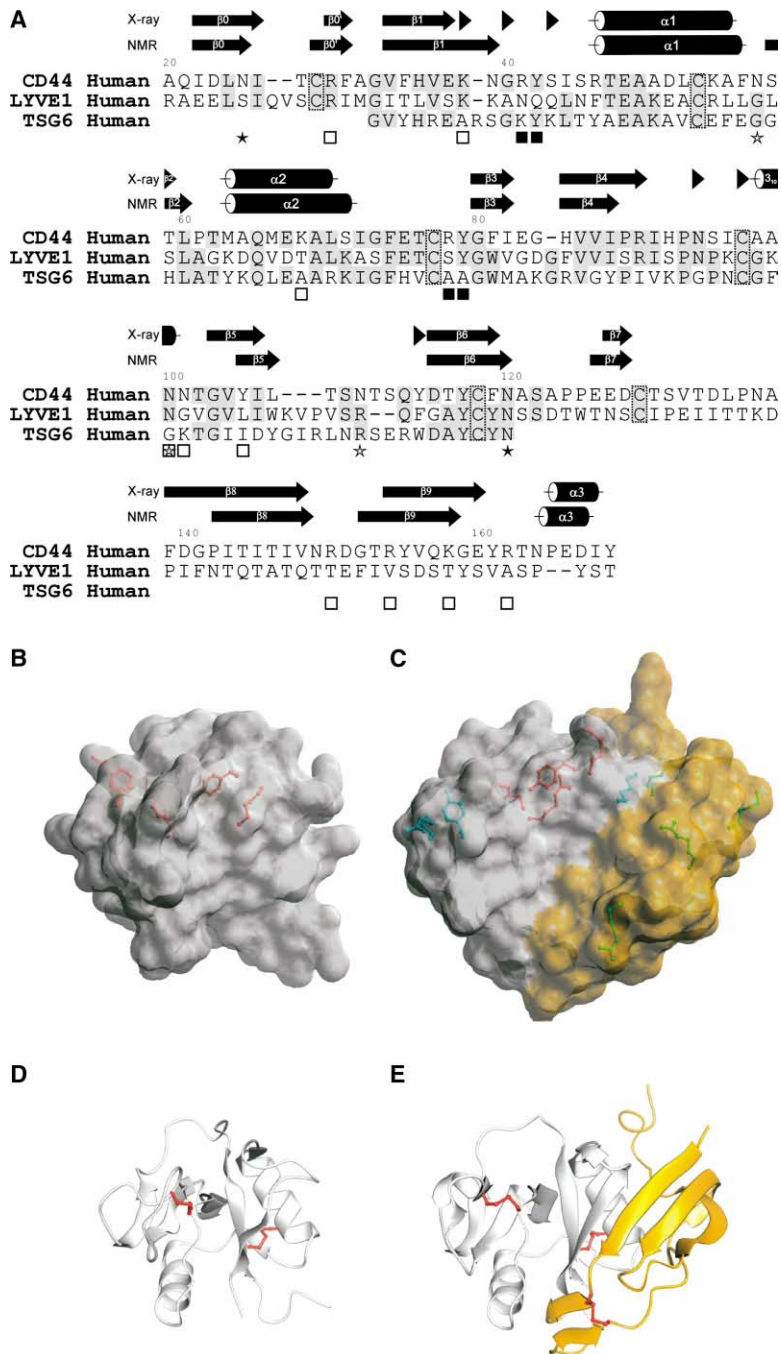 A
X-ray β0 β0' β1 α1
NMR β0 β0' β1 α1
20 40
CD44 Human AQIDLNI--TCRFAGVFHVEK-NGRYSISRTEAADLCKAFNS
LYVE1 Human RAEELSIQVSCRIMGITLVSK-KANQQLNFTEAKEACRLLGL
TSG6 Human GVYHREARSGKYKLTYAEAKAVCEFEGG
X-ray β2 α2 β3 β4 3₁₀
NMR β2 α2 β3 β4
60 80
CD44 Human TLPTMAQMEKALSIGFETCRYGFIEG-HVVIPRIHPNSICAA
LYVE1 Human SLAGKDQVDTALKASFETCSYGWVGDGFVVISRISPNPKCGK
TSG6 Human HLATYKQLEAARKIGFHVCAAGWMAKGRVGYPIVKPGPNCGF
X-ray β5 β6 β7
NMR β5 β6 β7
100 120
CD44 Human NNTGVYIL---TSNTSQYDTYCFNASAPPEEDCTSVTDLPNA
LYVE1 Human NGVGVLIWKVPVSRQ--QFGAYCYNSSDTWTNSCIPEIITTKD
TSG6 Human GKTGIIDYGIRLNRSERWDAYCYN
X-ray β8 β9 α3
NMR β8 β9 α3
140 160
CD44 Human FDGPITITIVNRDGTRYVQKGEYRTNPEDIY
LYVE1 Human PIFNTQTATQTTEFIVSDSTYSVASP--YST
TSG6 Human
B
C
D
E